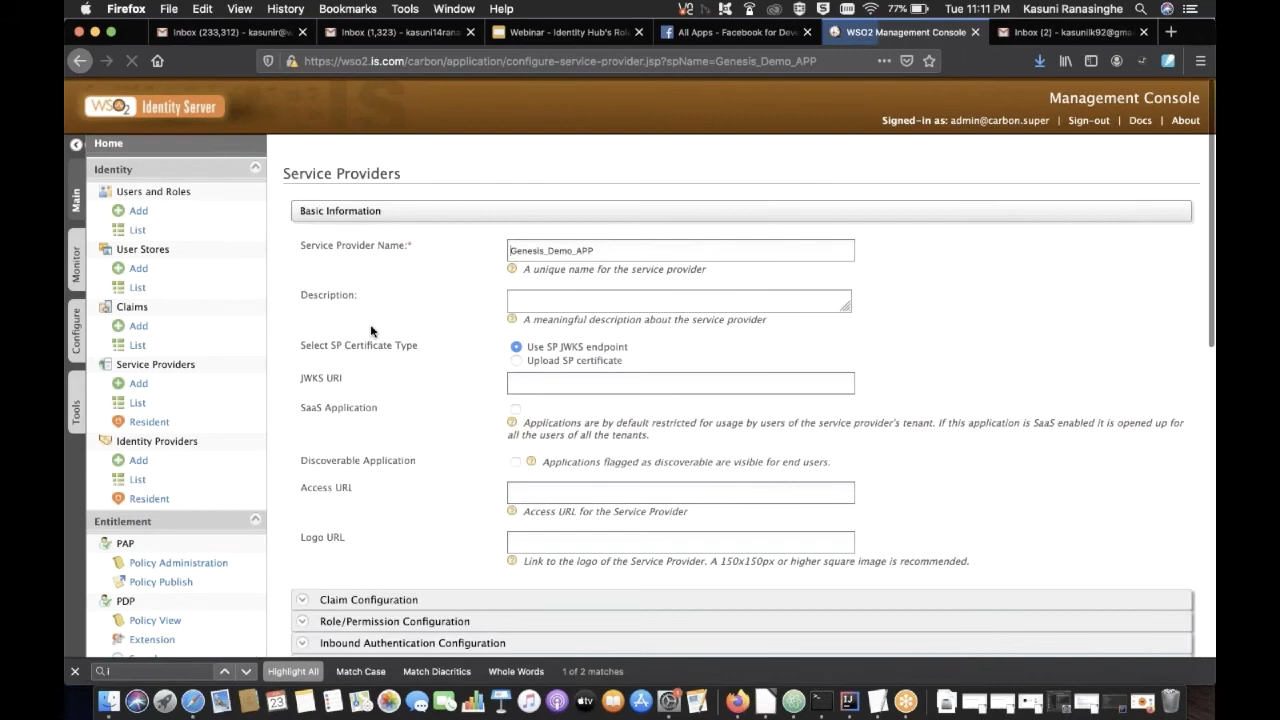 Firefox File Edit View History Bookmarks Tools Window Help 77% Tue 11:11 PM Kasuni Ranasinghe
Inbox (233,312) - kasunir@w
Inbox (1,323) - kasuni14rana
Webinar - Identity Hub's Rol
All Apps - Facebook for Dev
WSO2 Management Console
Inbox (2) - kasunilk92@gma
https://wso2.is.com/carbon/application/configure-service-provider.jsp?spName=Genesis_Demo_APP
WSO2 Identity Server
Management Console
Signed-in as: admin@carbon.super | Sign-out | Docs | About
Main
Monitor
Configure
Tools
Home
Identity
Users and Roles
Add
List
User Stores
Add
List
Claims
Add
List
Service Providers
Add
List
Resident
Identity Providers
Add
List
Resident
Entitlement
PAP
Policy Administration
Policy Publish
PDP
Policy View
Extension
Service Providers
Basic Information
Service Provider Name:*
Genesis_Demo_APP
A unique name for the service provider
Description:
A meaningful description about the service provider
Select SP Certificate Type
Use SP JWKS endpoint
Upload SP certificate
JWKS URI
SaaS Application
Applications are by default restricted for usage by users of the service provider's tenant. If this application is SaaS enabled it is opened up for
all the users of all the tenants.
Discoverable Application
Applications flagged as discoverable are visible for end users.
Access URL
Access URL for the Service Provider
Logo URL
Link to the logo of the Service Provider. A 150x150px or higher square image is recommended.
Claim Configuration
Role/Permission Configuration
Inbound Authentication Configuration
i
Highlight All Match Case Match Diacritics Whole Words 1 of 2 matches
23
tv